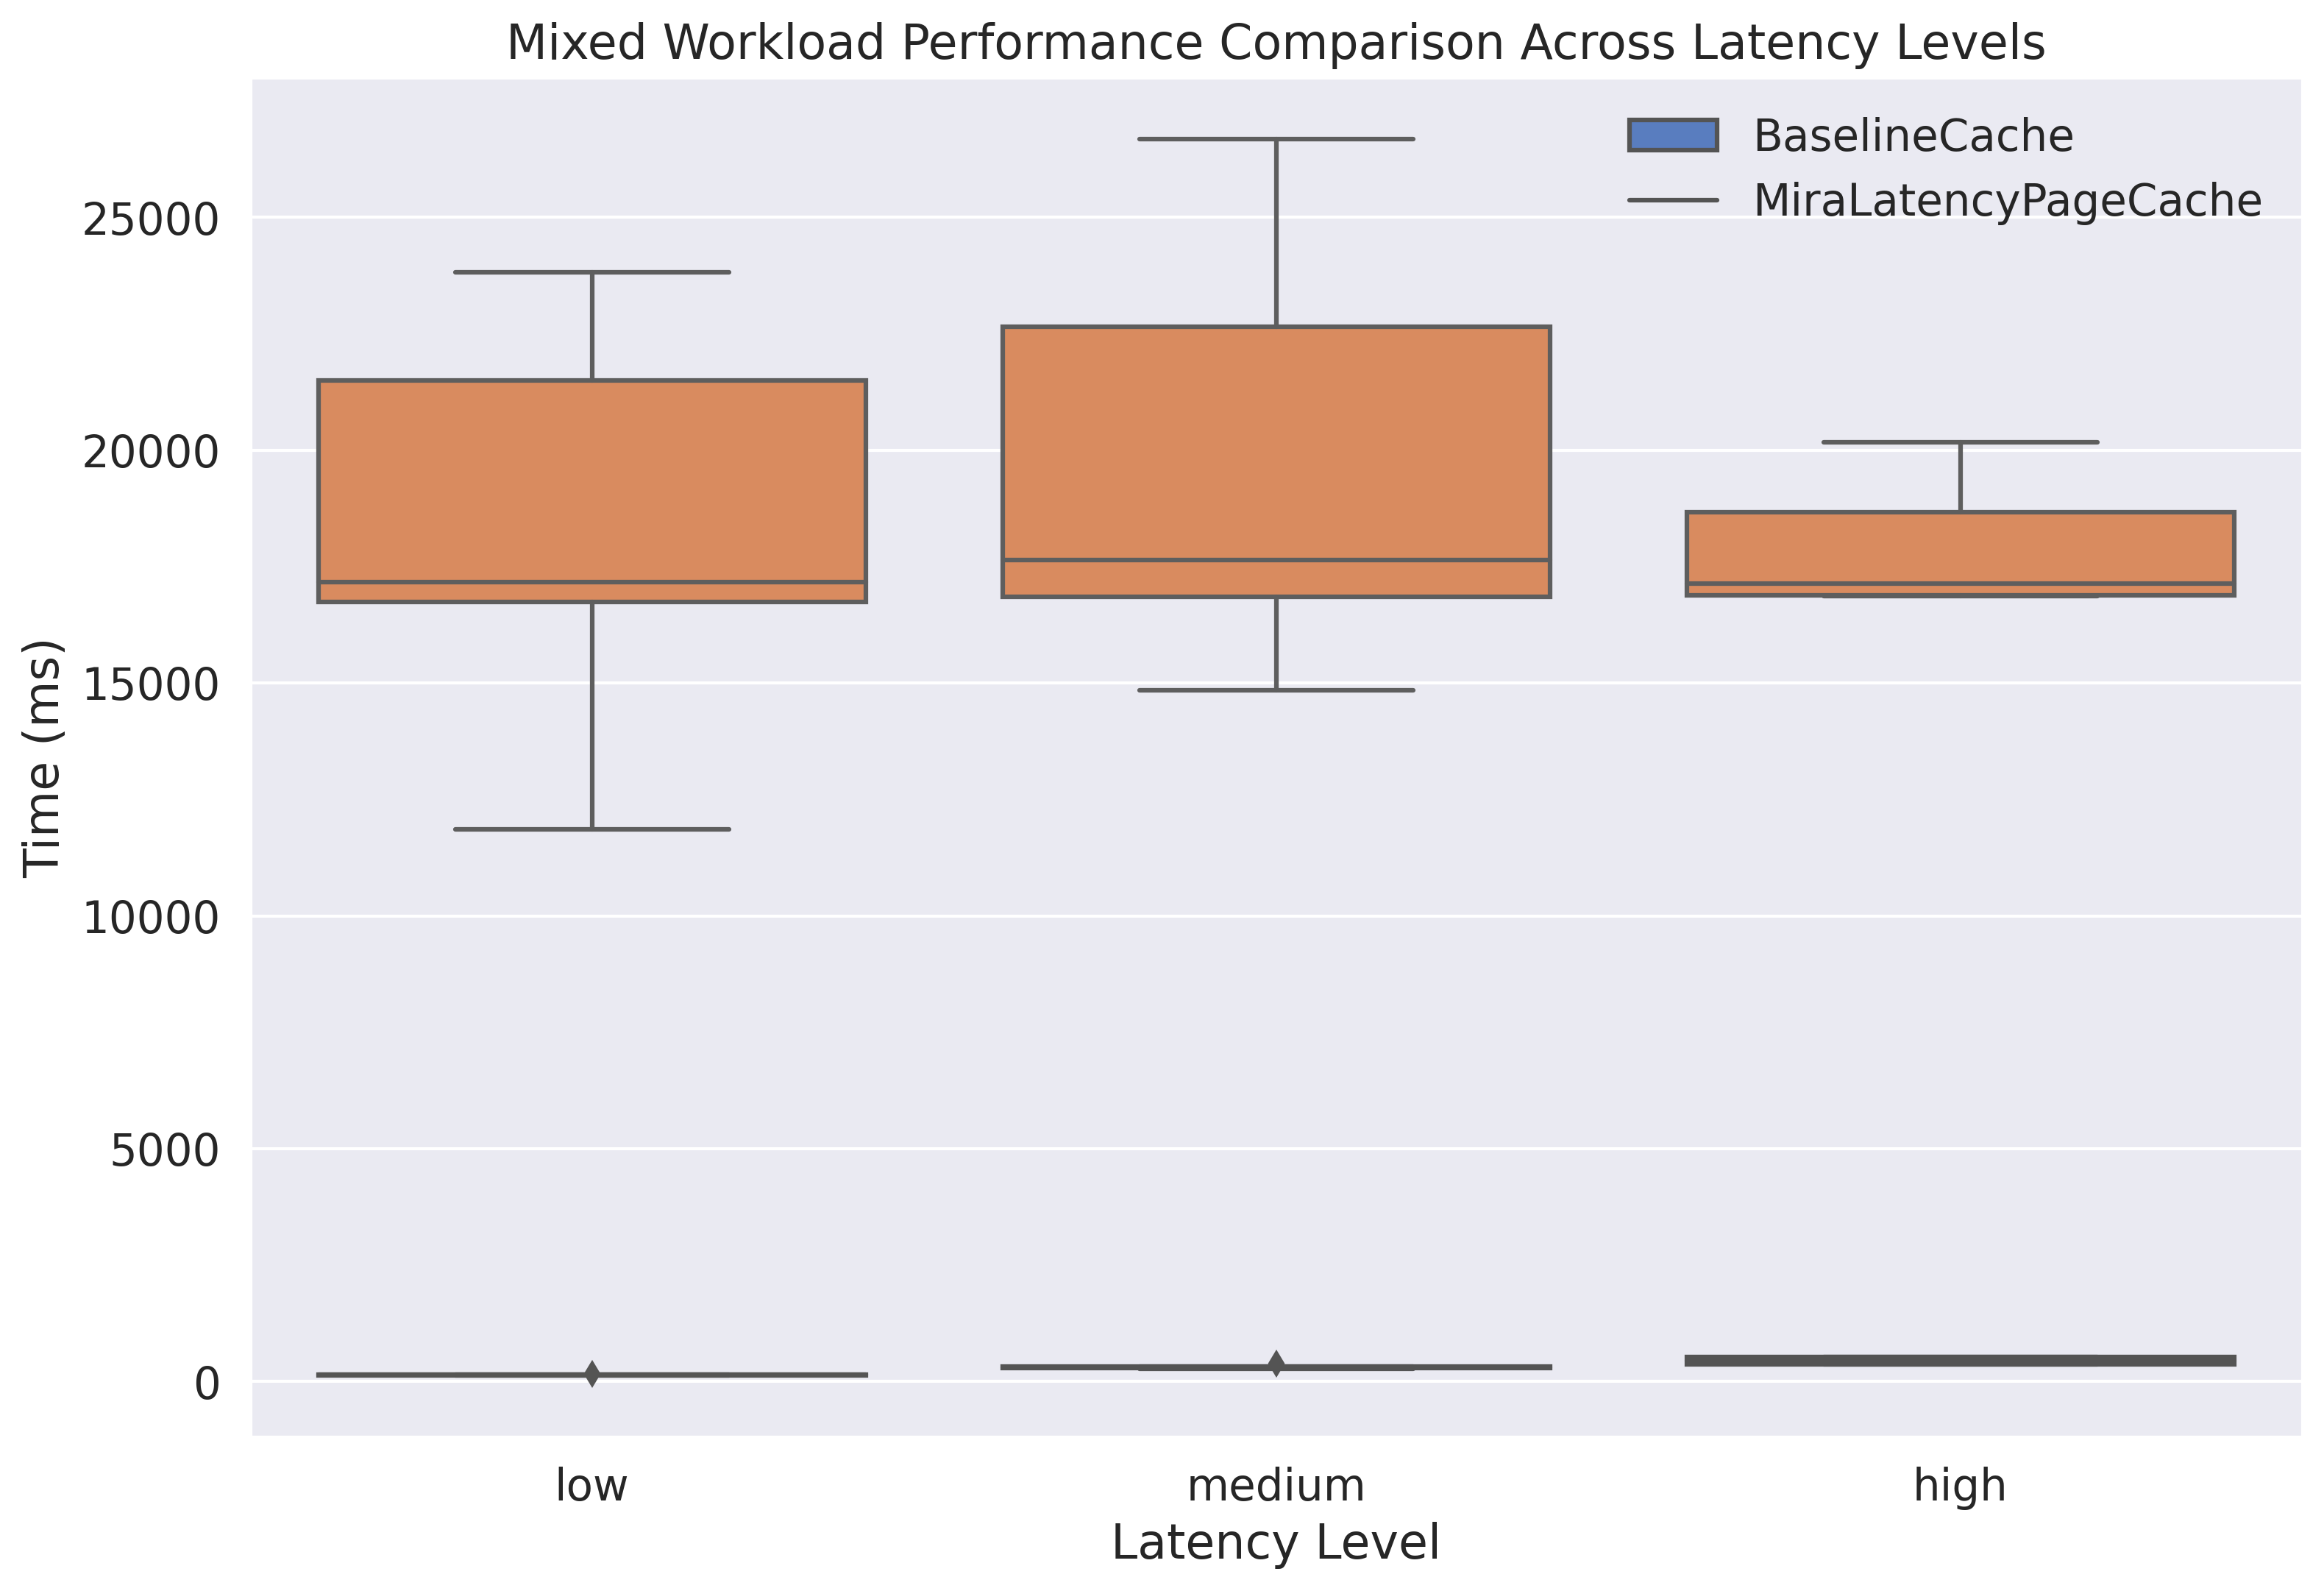 Mixed Workload Performance Comparison Across Latency Levels
BaselineCache
MiraLatencyPageCache
25000
20000
15000
10000
5000
0
Time (ms)
low
medium
high
Latency Level